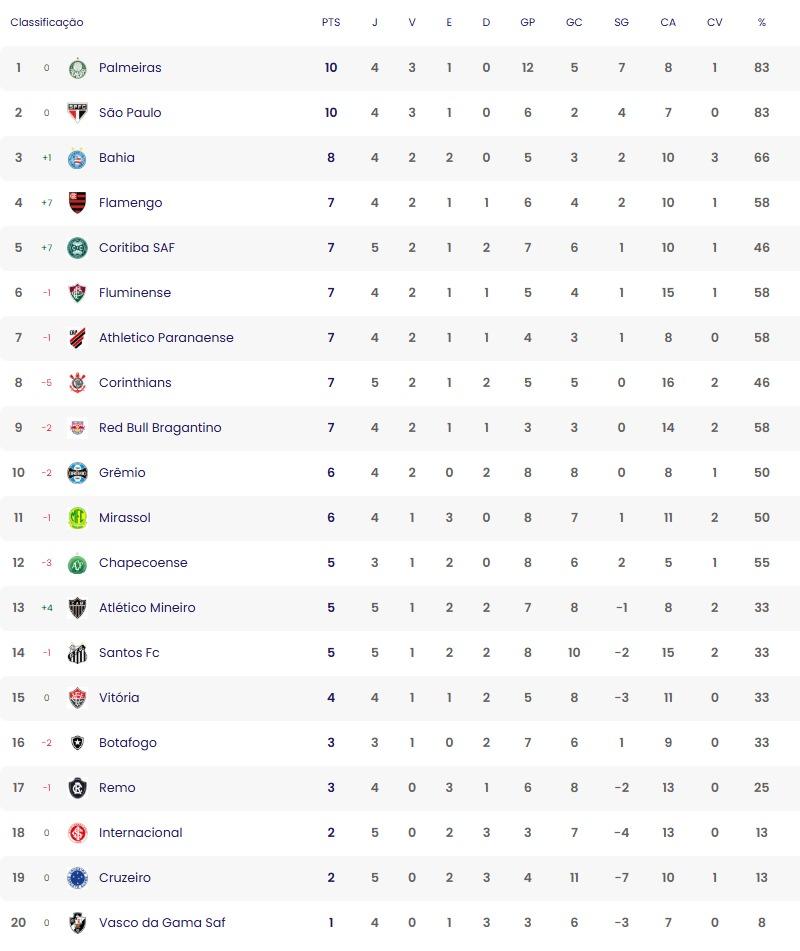 Classificação PTS J V E D GP GC SG CA CV %
1 0 Palmeiras 10 4 3 1 0 12 5 7 8 1 83
2 0 São Paulo 10 4 3 1 0 6 2 4 7 0 83
3 +1 Bahia 8 4 2 2 0 5 3 2 10 3 66
4 +7 Flamengo 7 4 2 1 1 6 4 2 10 1 58
5 +7 Coritiba SAF 7 5 2 1 2 7 6 1 10 1 46
6 -1 Fluminense 7 4 2 1 1 5 4 1 15 1 58
7 -1 Athletico Paranaense 7 4 2 1 1 4 3 1 8 0 58
8 -5 Corinthians 7 5 2 1 2 5 5 0 16 2 46
9 -2 Red Bull Bragantino 7 4 2 1 1 3 3 0 14 2 58
10 -2 Grêmio 6 4 2 0 2 8 8 0 8 1 50
11 -1 Mirassol 6 4 1 3 0 8 7 1 11 2 50
12 -3 Chapecoense 5 3 1 2 0 8 6 2 5 1 55
13 +4 Atlético Mineiro 5 5 1 2 2 7 8 -1 8 2 33
14 -1 Santos Fc 5 5 1 2 2 8 10 -2 15 2 33
15 0 Vitória 4 4 1 1 2 5 8 -3 11 0 33
16 -2 Botafogo 3 3 1 0 2 7 6 1 9 0 33
17 -1 Remo 3 4 0 3 1 6 8 -2 13 0 25
18 0 Internacional 2 5 0 2 3 3 7 -4 13 0 13
19 0 Cruzeiro 2 5 0 2 3 4 11 -7 10 1 13
20 0 Vasco da Gama Saf 1 4 0 1 3 3 6 -3 7 0 8